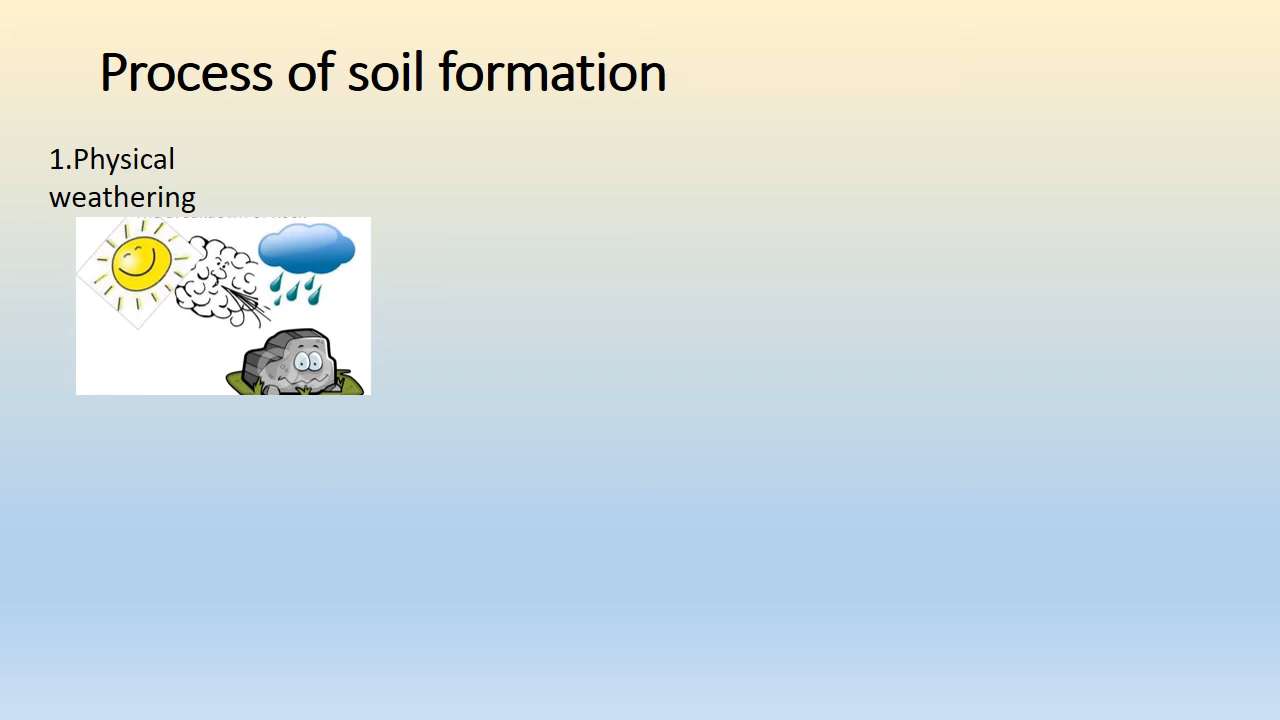 Process of soil formation
1.Physical
weathering